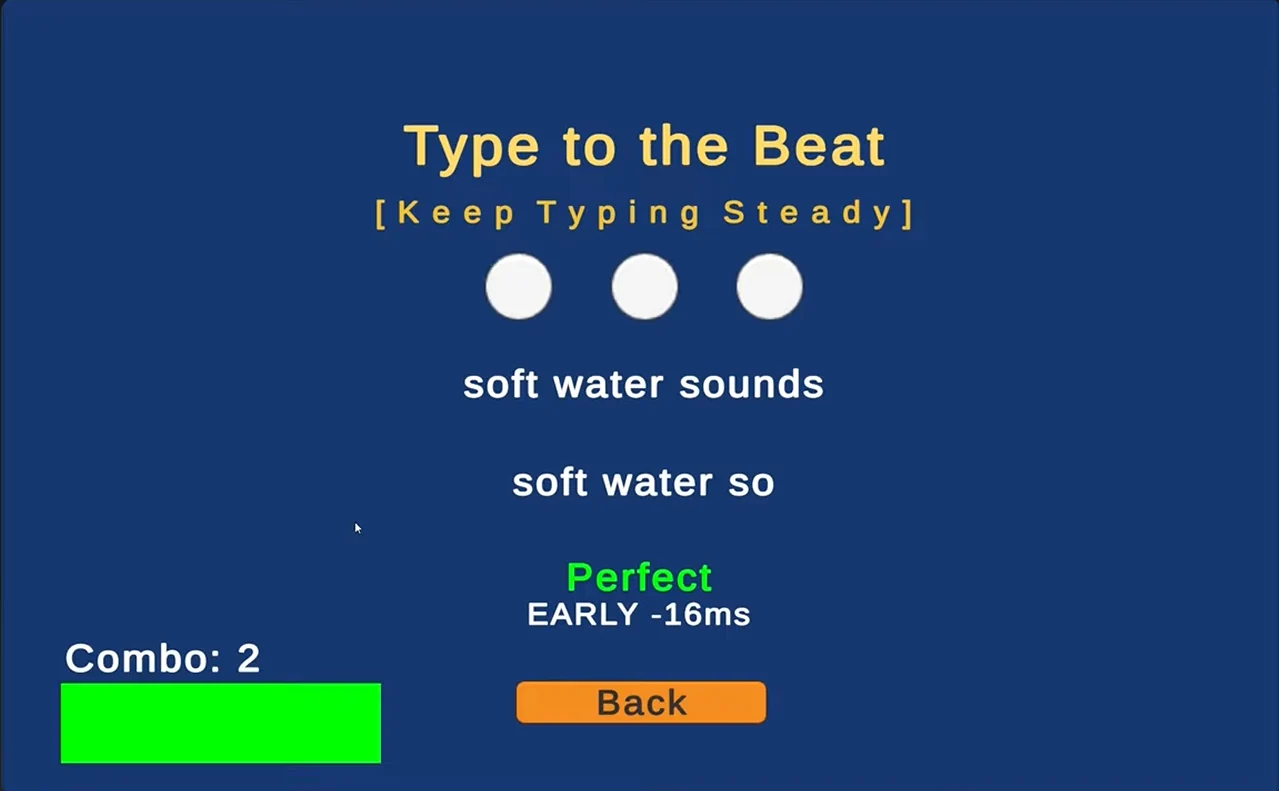 Type to the Beat
[Keep Typing Steady]
soft water sounds
soft water so
Perfect
EARLY -16ms
Combo: 2
Back